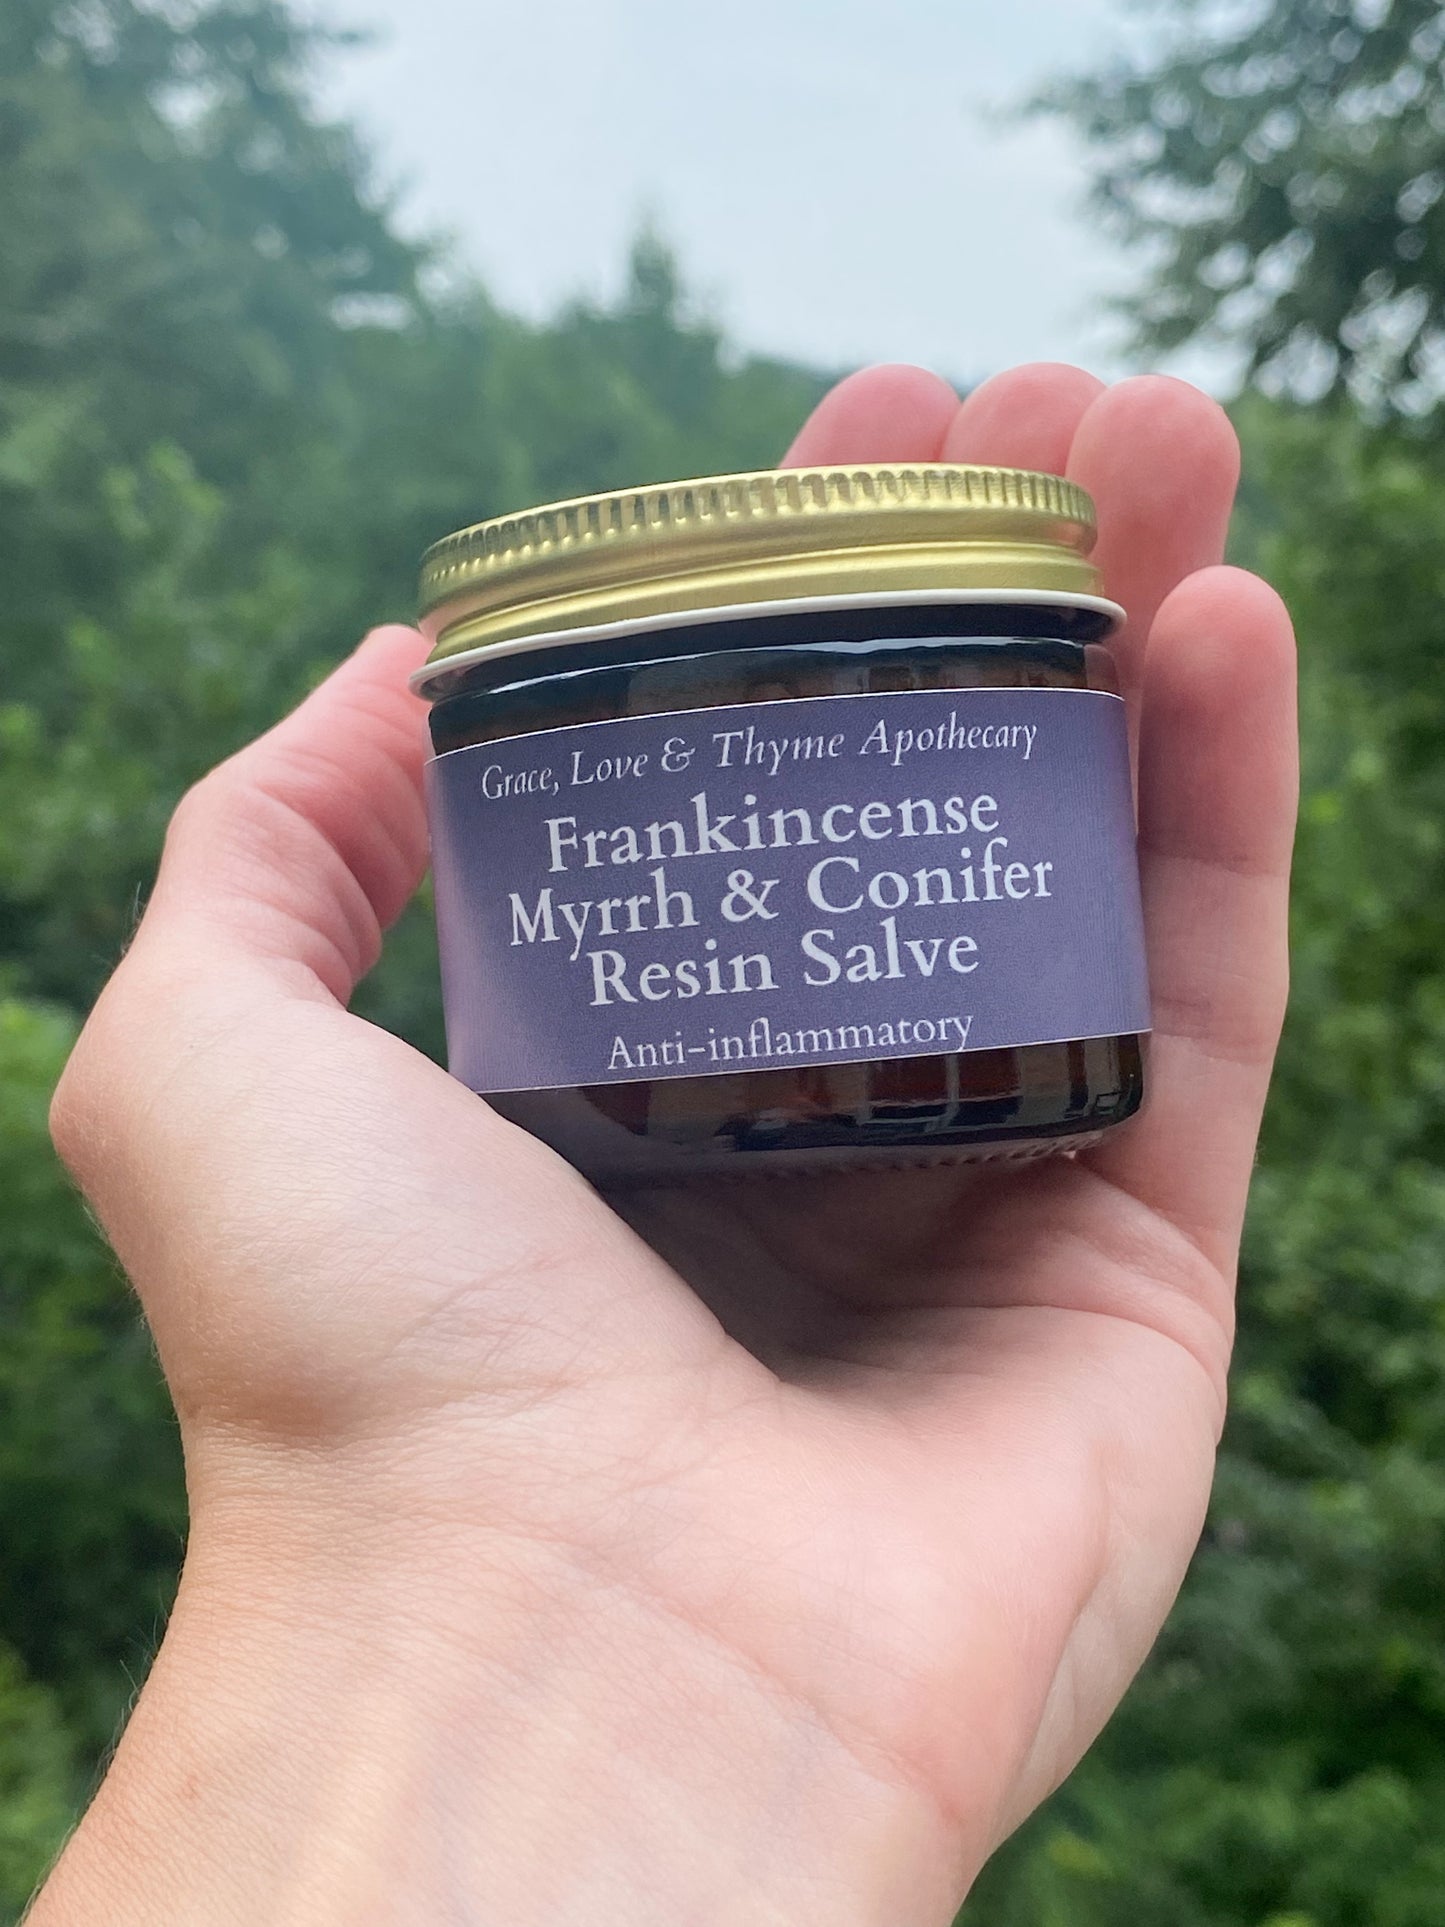 Grace, Love & Thyme Apothecary
Frankincense
Myrrh & Conifer
Resin Salve
Anti-inflammatory